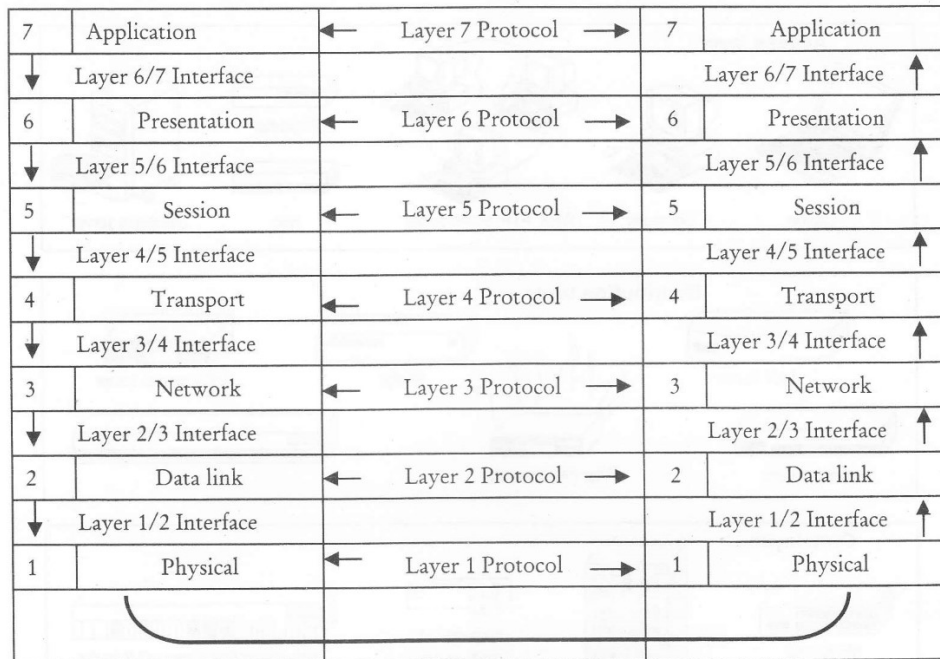 7 Application Layer 7 Protocol 7 Application
Layer 6/7 Interface Layer 6/7 Interface
6 Presentation Layer 6 Protocol 6 Presentation
Layer 5/6 Interface Layer 5/6 Interface
5 Session Layer 5 Protocol 5 Session
Layer 4/5 Interface Layer 4/5 Interface
4 Transport Layer 4 Protocol 4 Transport
Layer 3/4 Interface Layer 3/4 Interface
3 Network Layer 3 Protocol 3 Network
Layer 2/3 Interface Layer 2/3 Interface
2 Data link Layer 2 Protocol 2 Data link
Layer 1/2 Interface Layer 1/2 Interface
1 Physical Layer 1 Protocol 1 Physical